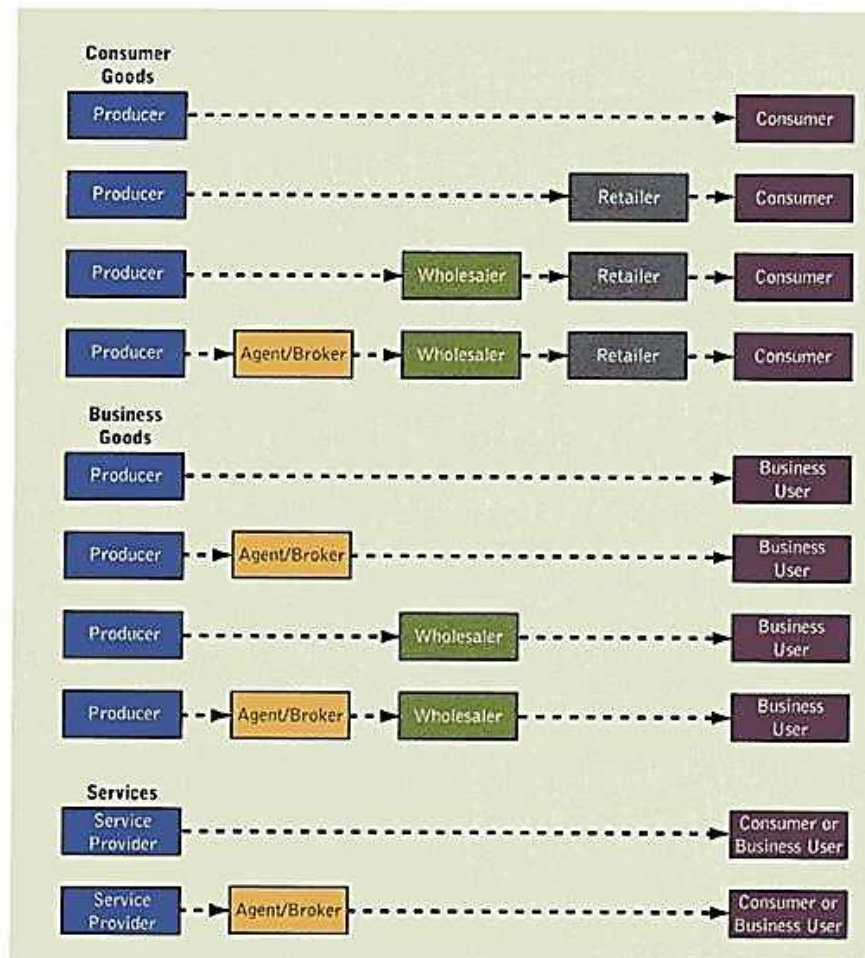 Consumer
Goods
Producer
Consumer
Producer
Retailer
Consumer
Producer
Wholesaler
Retailer
Consumer
Producer
Agent/Broker
Wholesaler
Retailer
Consumer
Business
Goods
Producer
Business
User
Producer
Agent/Broker
Business
User
Producer
Wholesaler
Business
User
Producer
Agent/Broker
Wholesaler
Business
User
Services
Service
Provider
Consumer or
Business User
Service
Provider
Agent/Broker
Consumer or
Business User